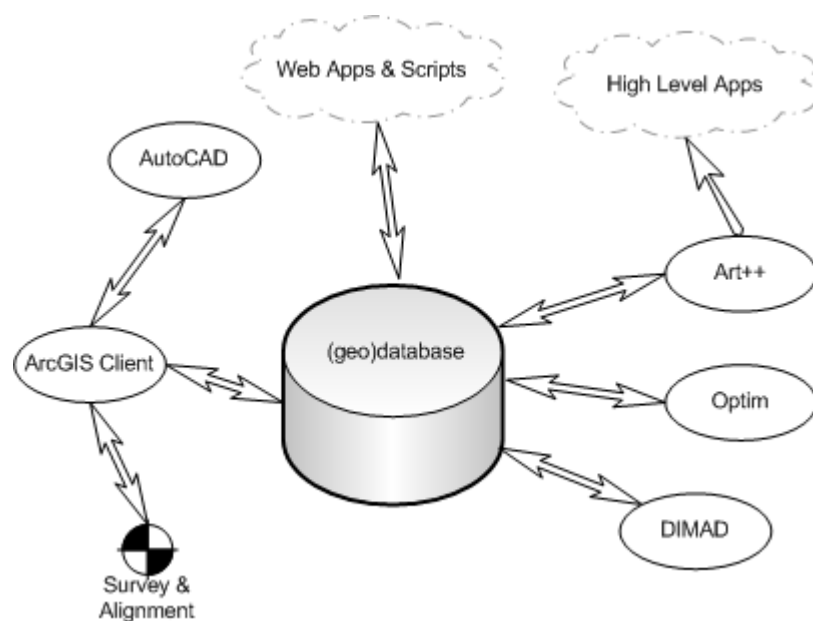 Web Apps & Scripts
High Level Apps
AutoCAD
Art++
(geo)database
ArcGIS Client
Optim
DIMAD
Survey &
Alignment